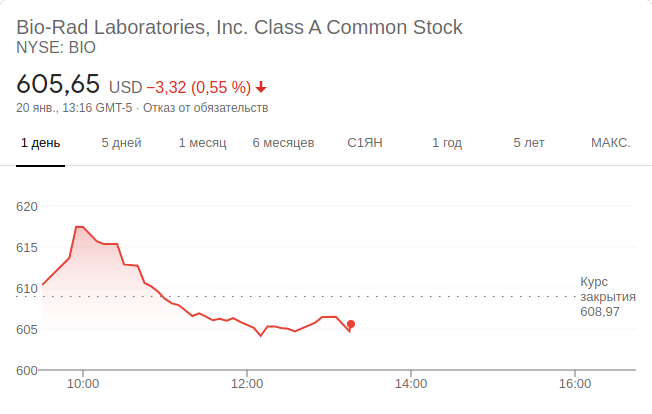 Bio-Rad Laboratories, Inc. Class A Common Stock
NYSE: BIO
605,65 USD −3,32 (0,55 %)
20 янв., 13:16 GMT-5 · Отказ от обязательств
1 день 5 дней 1 месяц 6 месяцев С1ЯН 1 год 5 лет МАКС.
620
615
610
605
600
Курс
закрытия
608,97
10:00 12:00 14:00 16:00